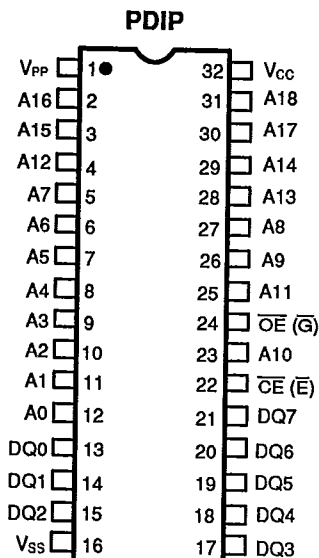 PDIP
VPP 1 32 VCC
A16 2 31 A18
A15 3 30 A17
A12 4 29 A14
A7 5 28 A13
A6 6 27 A8
A5 7 26 A9
A4 8 25 A11
A3 9 24 O̅E̅ (G̅)
A2 10 23 A10
A1 11 22 C̅E̅ (E̅)
A0 12 21 DQ7
DQ0 13 20 DQ6
DQ1 14 19 DQ5
DQ2 15 18 DQ4
VSS 16 17 DQ3